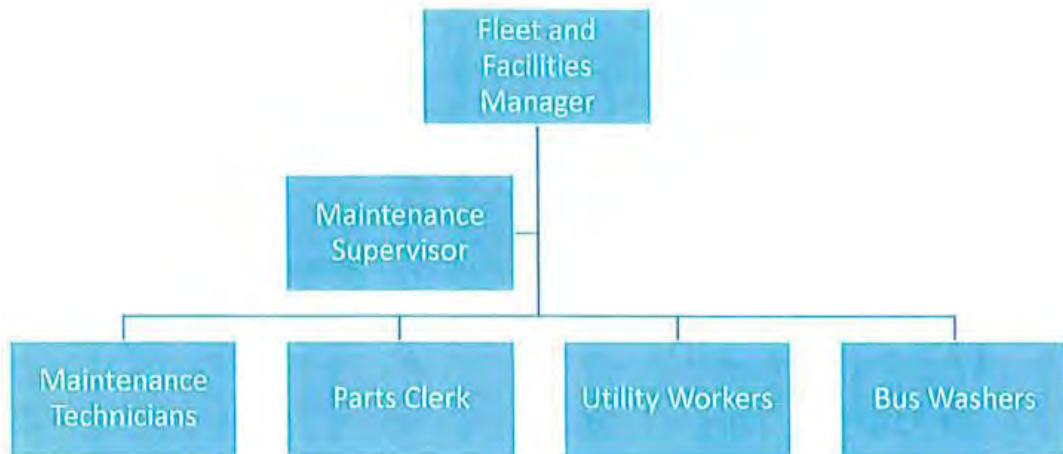 Fleet and
Facilities
Manager
Maintenance
Supervisor
Maintenance
Technicians
Parts Clerk
Utility Workers
Bus Washers